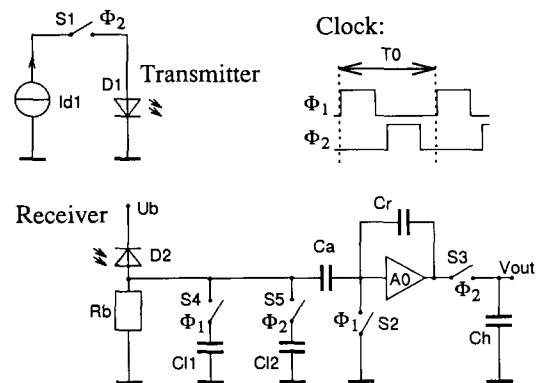 S1 Φ2
Clock:
D1
Transmitter
Id1
T0
Φ1
Φ2
Receiver
Ub
D2
Rb
S4
Φ1
Cl1
S5
Φ2
Cl2
Ca
Cr
A0
Φ1
S2
S3
Φ2
Vout
Ch